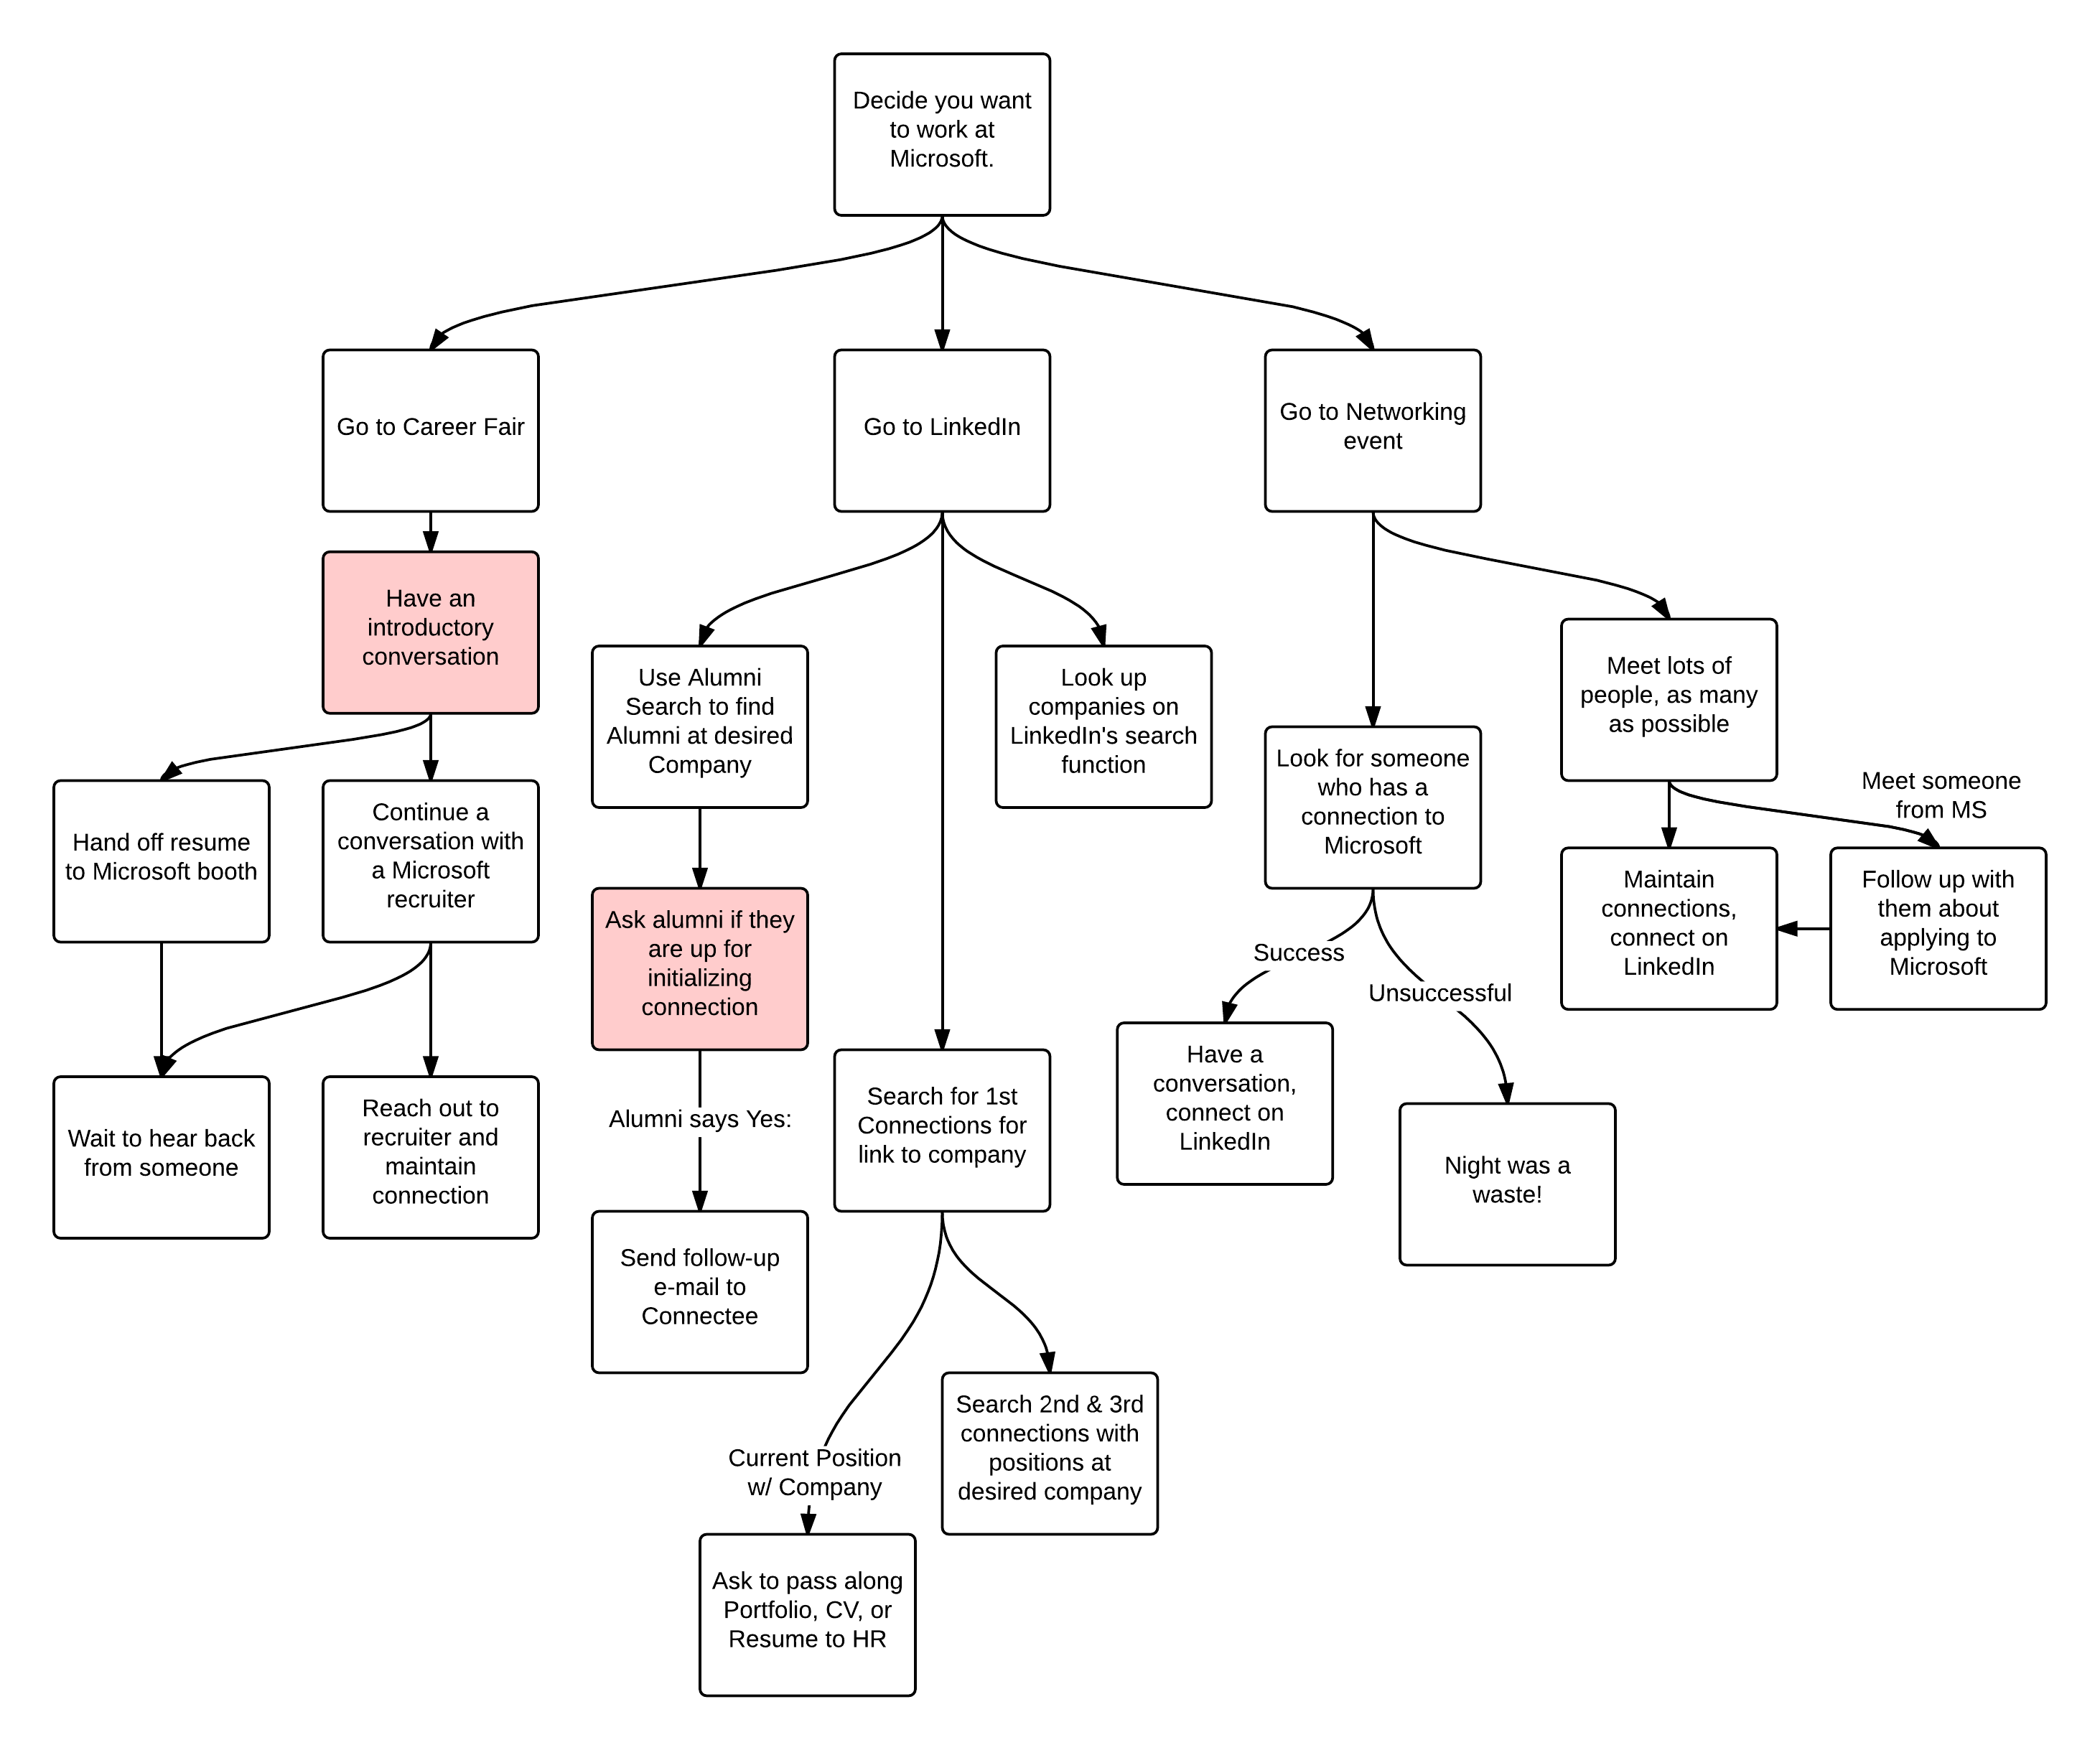 Decide you want
to work at
Microsoft.
Go to Career Fair
Go to LinkedIn
Go to Networking
event
Have an
introductory
conversation
Use Alumni
Search to find
Alumni at desired
Company
Look up
companies on
LinkedIn's search
function
Meet lots of
people, as many
as possible
Look for someone
who has a
connection to
Microsoft
Meet someone
from MS
Hand off resume
to Microsoft booth
Continue a
conversation with
a Microsoft
recruiter
Ask alumni if they
are up for
initializing
connection
Maintain
connections,
connect on
LinkedIn
Follow up with
them about
applying to
Microsoft
Success
Unsuccessful
Wait to hear back
from someone
Reach out to
recruiter and
maintain
connection
Alumni says Yes:
Search for 1st
Connections for
link to company
Have a
conversation,
connect on
LinkedIn
Night was a
waste!
Send follow-up
e-mail to
Connectee
Search 2nd & 3rd
connections with
positions at
desired company
Current Position
w/ Company
Ask to pass along
Portfolio, CV, or
Resume to HR